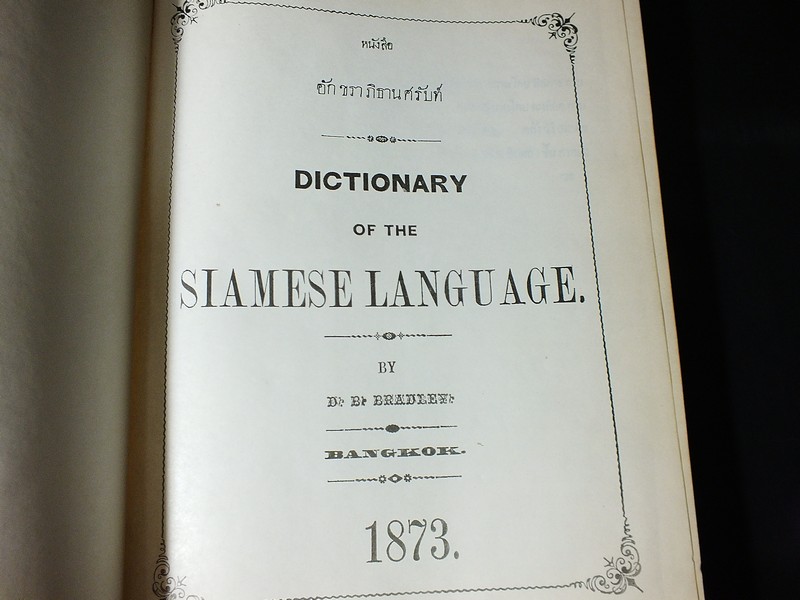 หนังสือ
อักขราภิธานศรับท์
DICTIONARY
OF THE
SIAMESE LANGUAGE.
BY
D. B. BRADLEY.
BANGKOK.
1873.